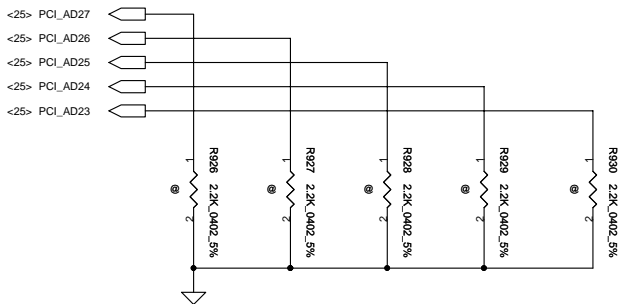 <25> PCI_AD27
<25> PCI_AD26
<25> PCI_AD25
<25> PCI_AD24
<25> PCI_AD23
1
R926 2.2K_0402_5%
@
2
1
R927 2.2K_0402_5%
@
2
1
R928 2.2K_0402_5%
@
2
1
R929 2.2K_0402_5%
@
2
1
R930 2.2K_0402_5%
@
2